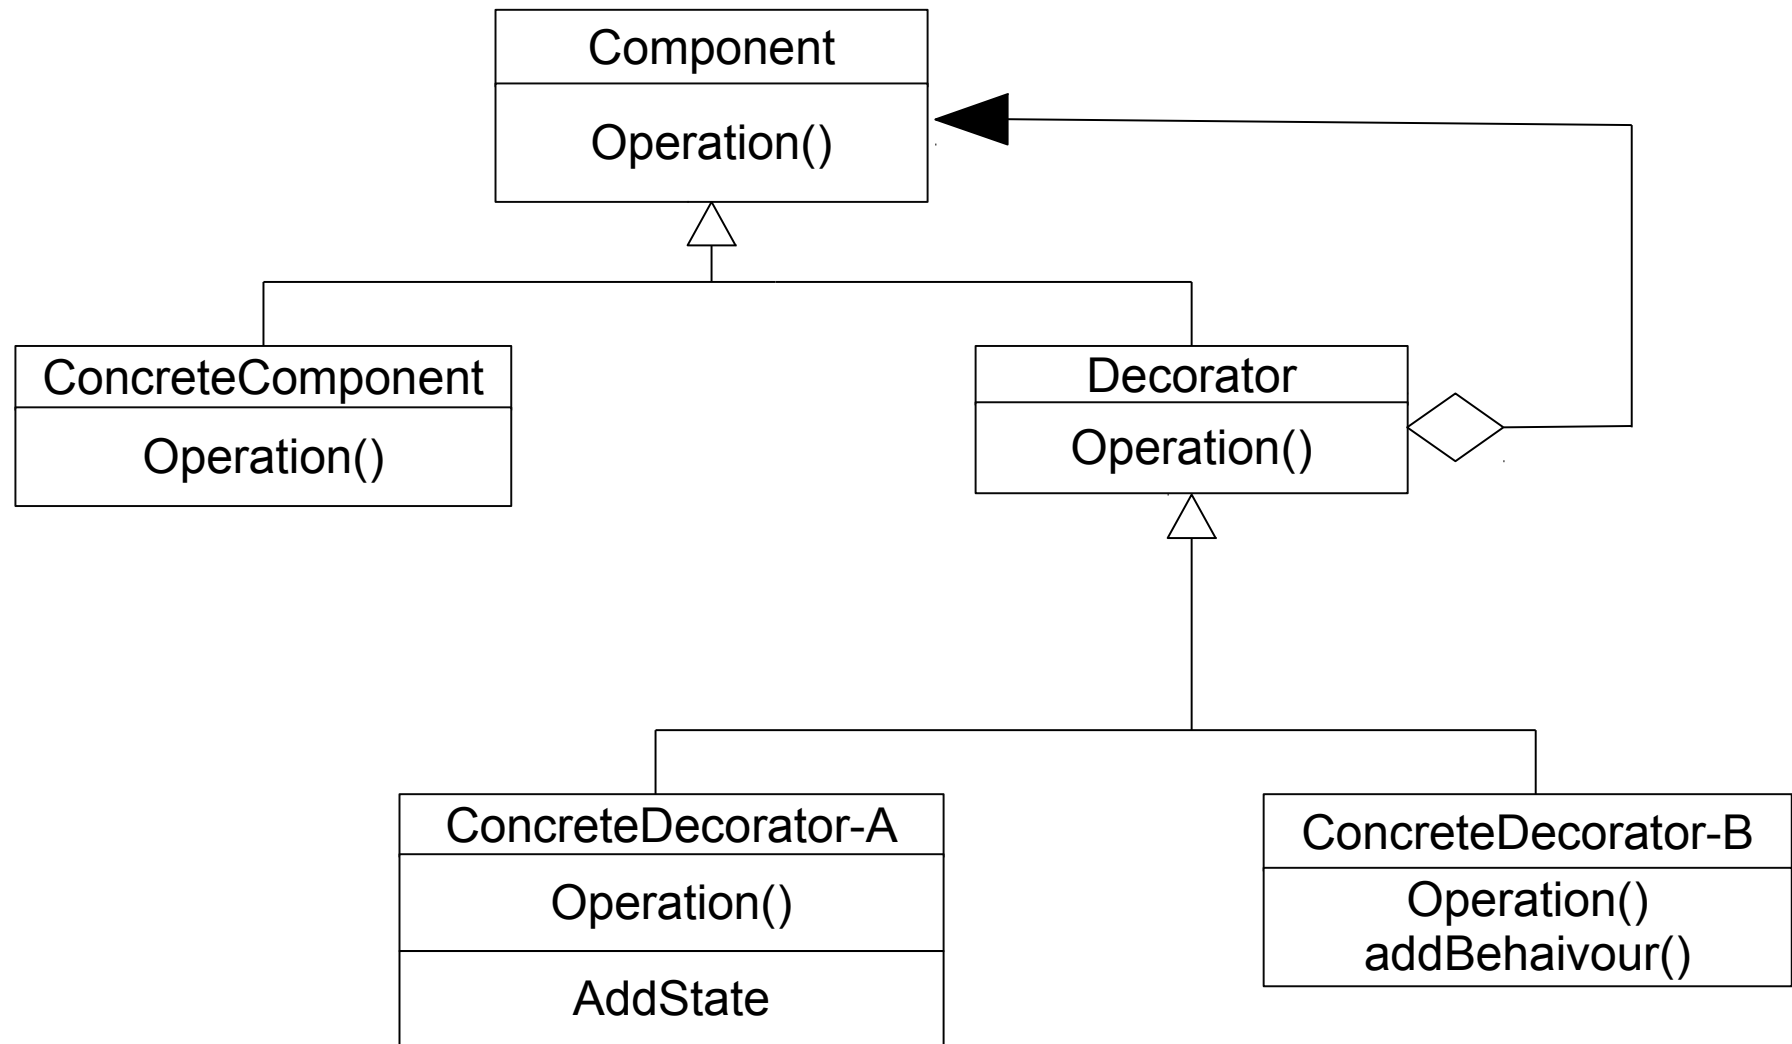 Component
Operation()
ConcreteComponent
Operation()
Decorator
Operation()
ConcreteDecorator-A
Operation()
AddState
ConcreteDecorator-B
Operation()
addBehaivour()